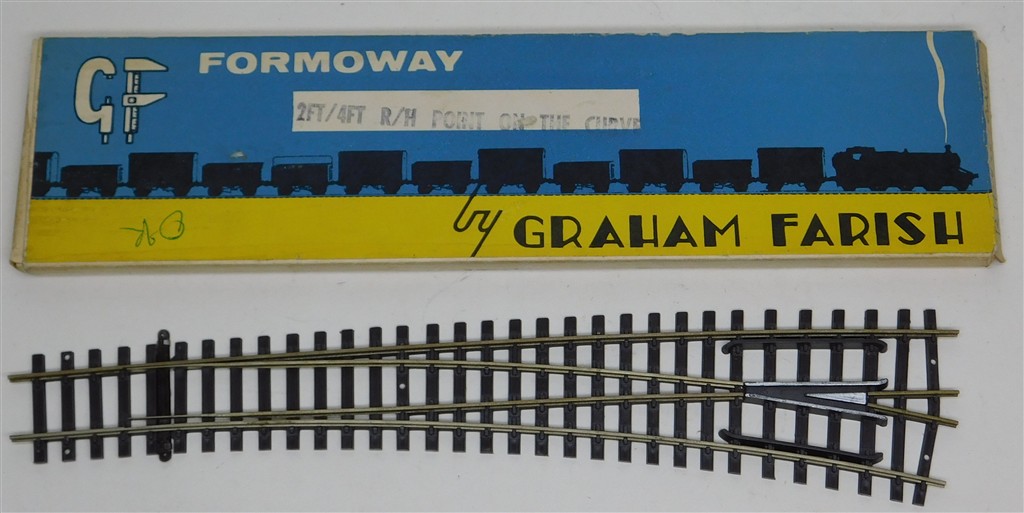 GF
FORMOWAY
2FT/4FT R/H POINT ON THE CURVE
by GRAHAM FARISH